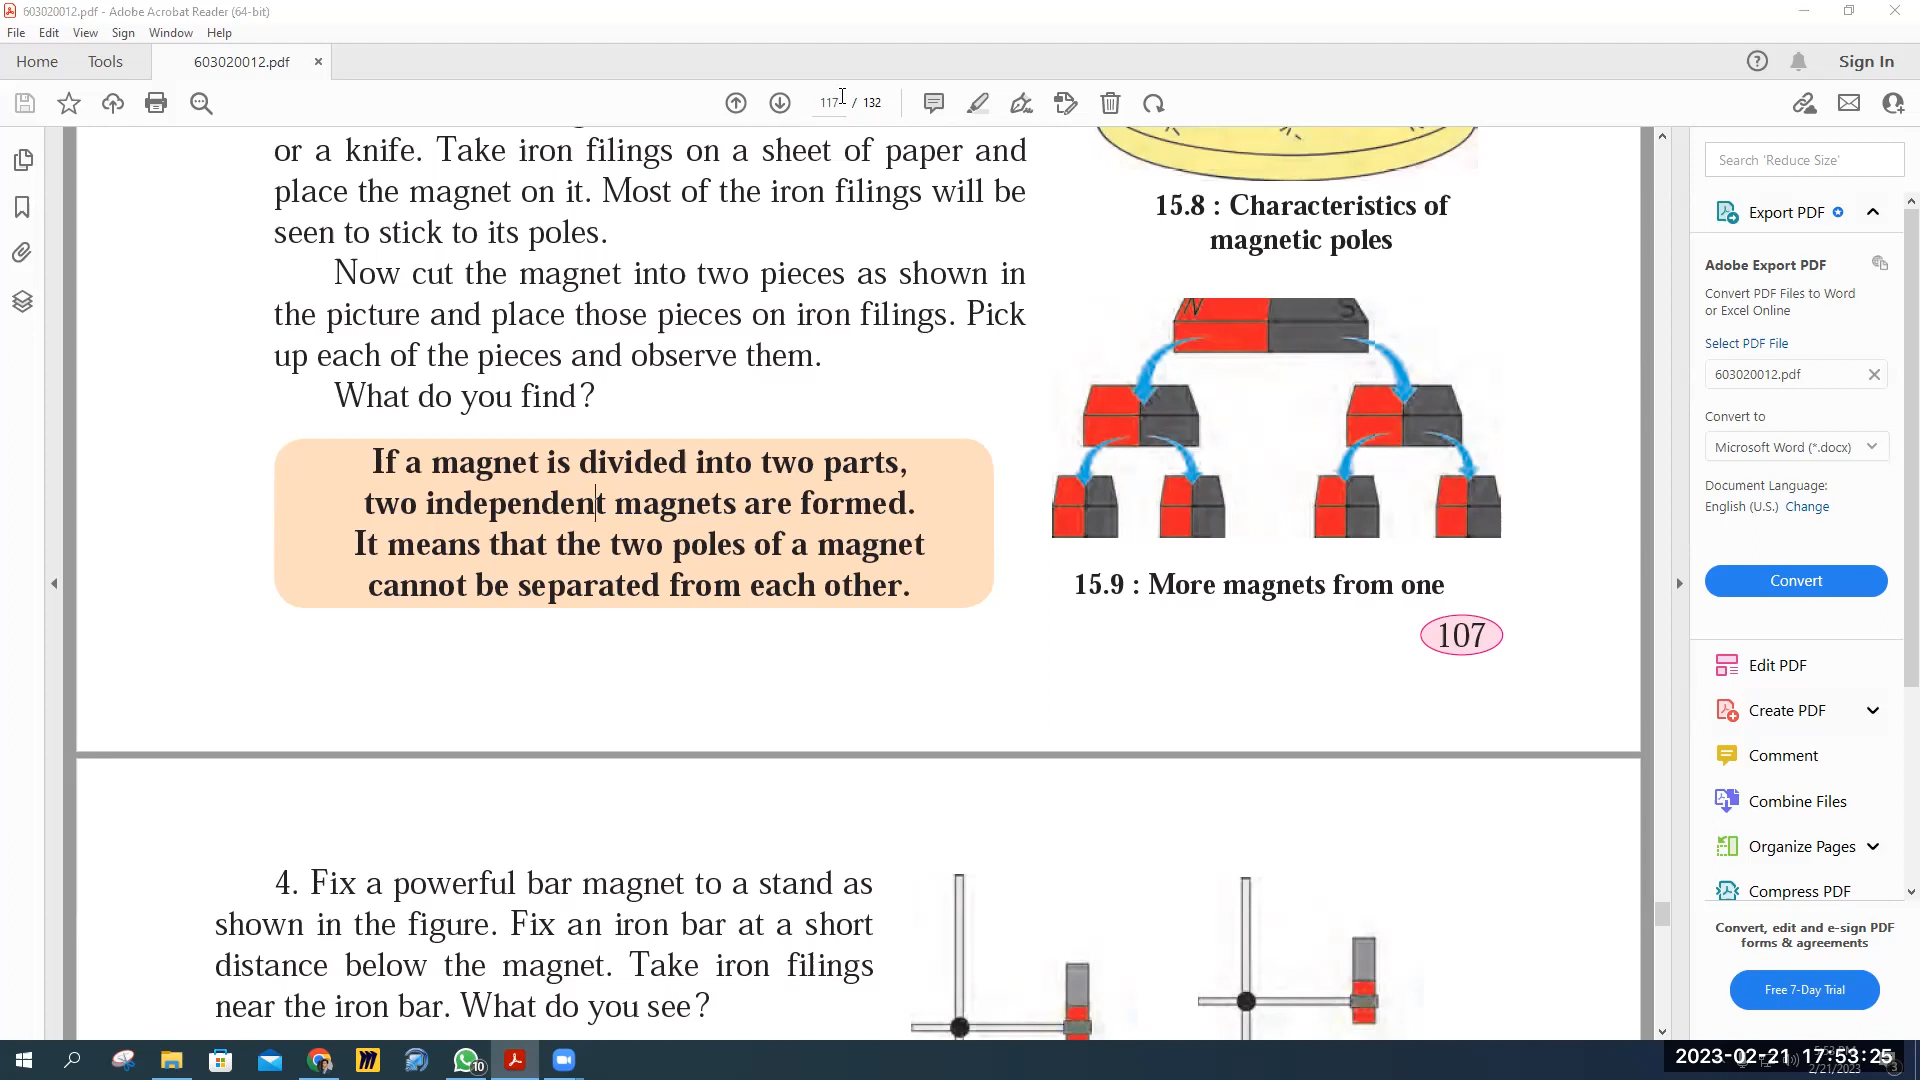 603020012.pdf - Adobe Acrobat Reader (64-bit)
File Edit View Sign Window Help
Home Tools 603020012.pdf Sign In
117 / 132
or a knife. Take iron filings on a sheet of paper and
place the magnet on it. Most of the iron filings will be
seen to stick to its poles.
Now cut the magnet into two pieces as shown in
the picture and place those pieces on iron filings. Pick
up each of the pieces and observe them.
What do you find?
If a magnet is divided into two parts,
two independent magnets are formed.
It means that the two poles of a magnet
cannot be separated from each other.
15.8 : Characteristics of
magnetic poles
N S
15.9 : More magnets from one
107
4. Fix a powerful bar magnet to a stand as
shown in the figure. Fix an iron bar at a short
distance below the magnet. Take iron filings
near the iron bar. What do you see?
Search 'Reduce Size'
Export PDF
Adobe Export PDF
Convert PDF Files to Word
or Excel Online
Select PDF File
603020012.pdf
Convert to
Microsoft Word (*.docx)
Document Language:
English (U.S.) Change
Convert
Edit PDF
Create PDF
Comment
Combine Files
Organize Pages
Compress PDF
Convert, edit and e-sign PDF
forms & agreements
Free 7-Day Trial
10
2023-02-21 17:53:25
2/21/2023
3